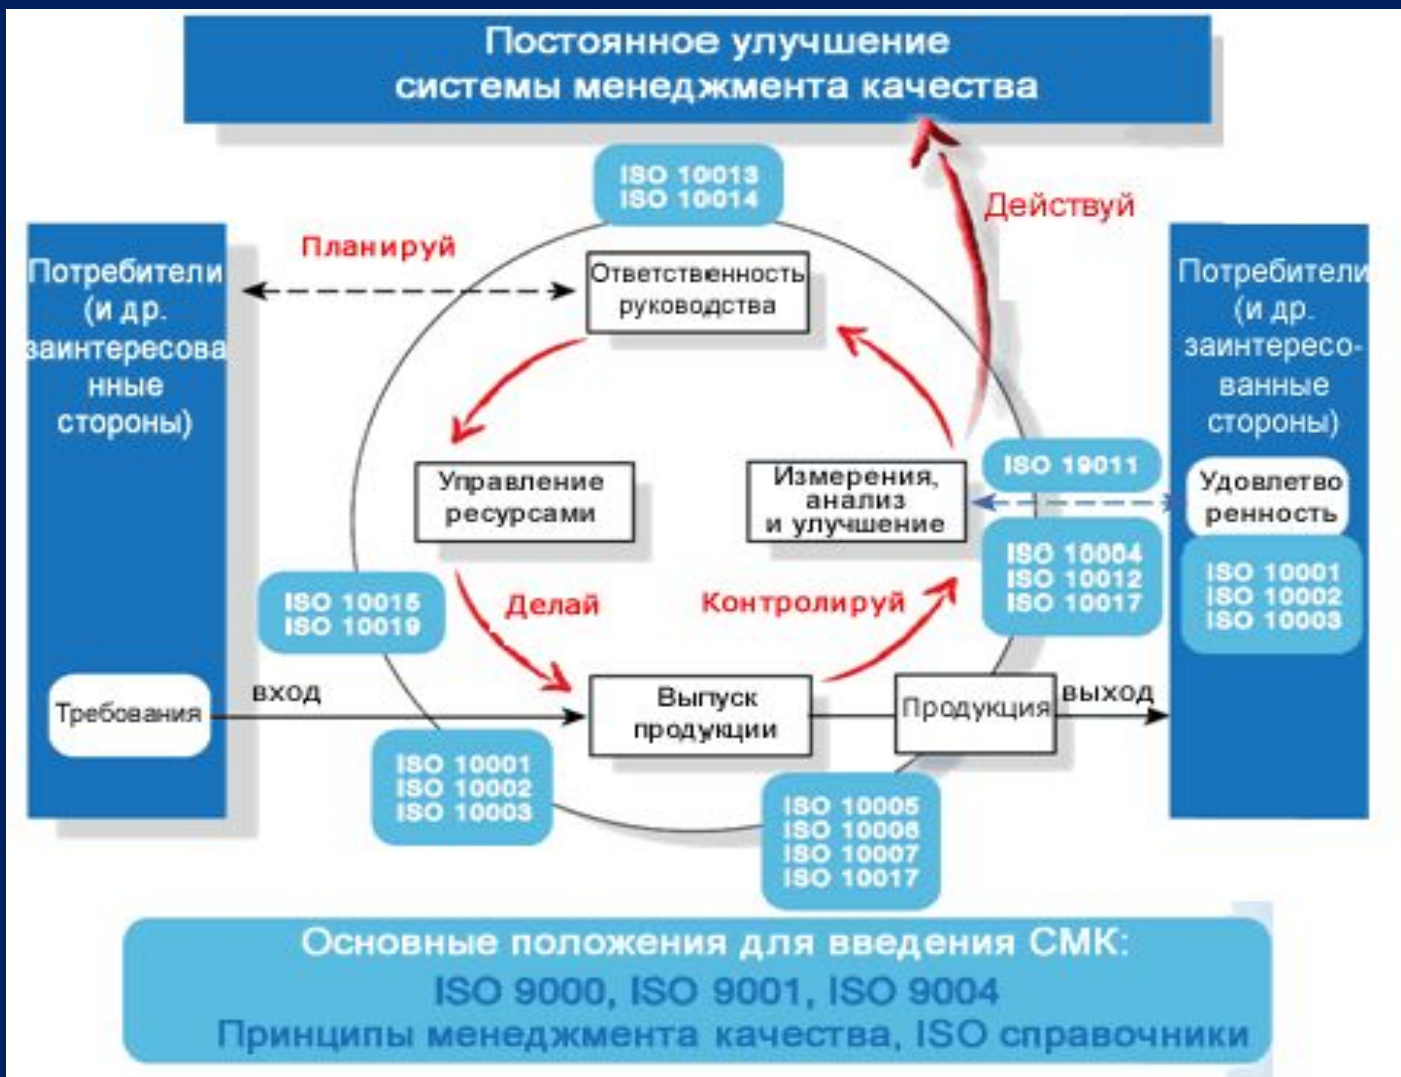 Постоянное улучшение
системы менеджмента качества
ISO 10013
ISO 10014
Действуй
Планируй
Потребители
(и др.
заинтересова
нные
стороны)
Ответственность
руководства
Потребители
(и др.
заинтересо-
ванные
стороны)
Управление
ресурсами
Измерения,
анализ
и улучшение
ISO 19011
Удовлетво
ренность
ISO 10004
ISO 10012
ISO 10017
ISO 10001
ISO 10002
ISO 10003
ISO 10015
ISO 10019
Делай
Контролируй
Требования
вход
Выпуск
продукции
Продукция
выход
ISO 10001
ISO 10002
ISO 10003
ISO 10005
ISO 10006
ISO 10007
ISO 10017
Основные положения для введения СМК:
ISO 9000, ISO 9001, ISO 9004
Принципы менеджмента качества, ISO справочники